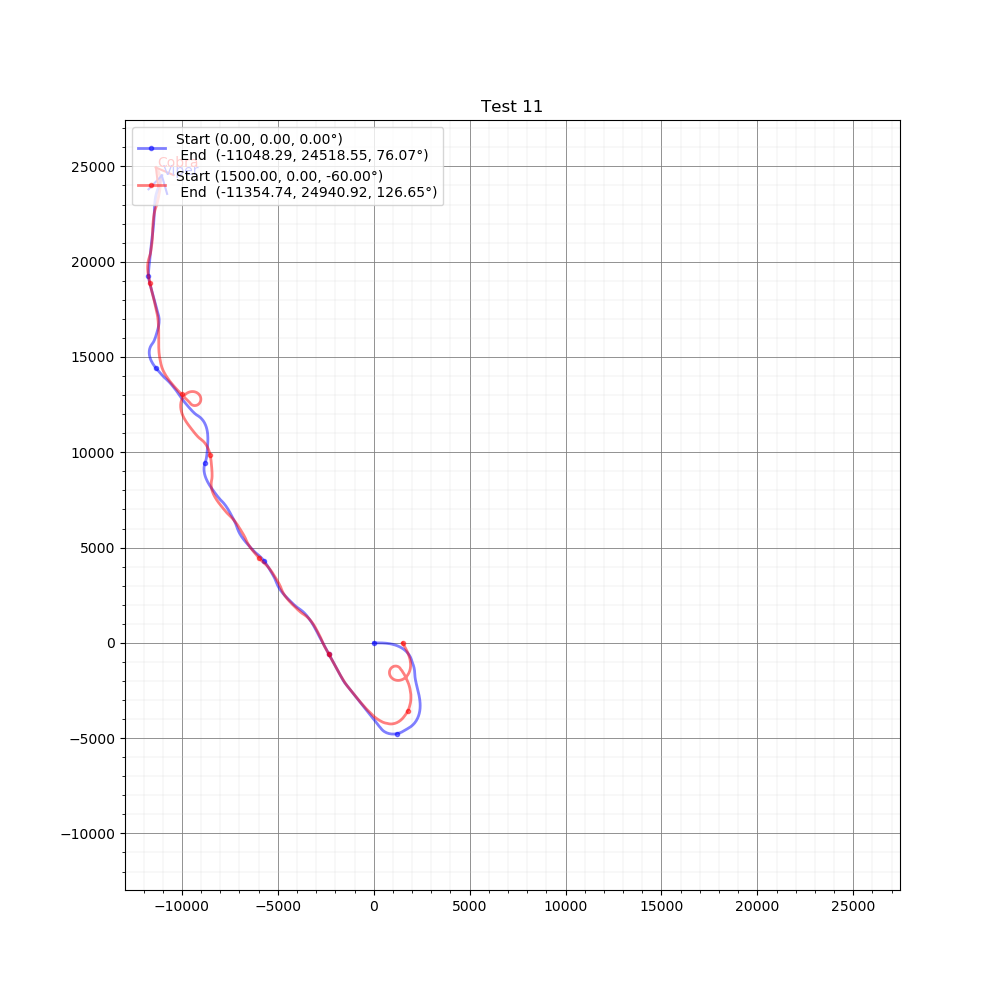 Test 11
Start (0.00, 0.00, 0.00°)
End (-11048.29, 24518.55, 76.07°)
Start (1500.00, 0.00, -60.00°)
End (-11354.74, 24940.92, 126.65°)
25000
20000
15000
10000
5000
0
−5000
−10000
−10000 −5000 0 5000 10000 15000 20000 25000